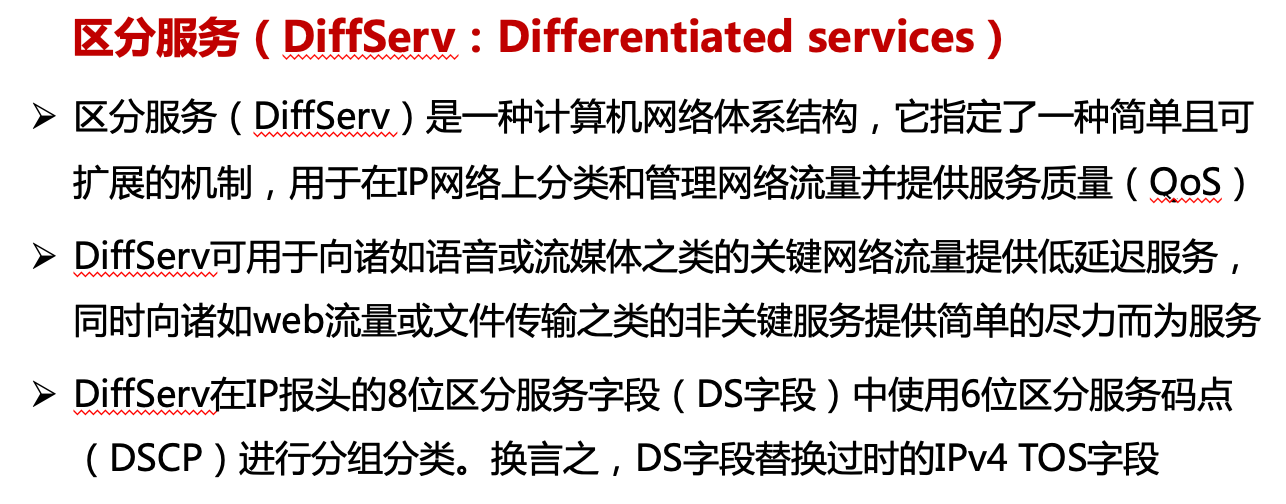 区分服务（DiffServ：Differentiated services）
➢ 区分服务（DiffServ）是一种计算机网络体系结构，它指定了一种简单且可
扩展的机制，用于在IP网络上分类和管理网络流量并提供服务质量（QoS）
➢ DiffServ可用于向诸如语音或流媒体之类的关键网络流量提供低延迟服务，
同时向诸如web流量或文件传输之类的非关键服务提供简单的尽力而为服务
➢ DiffServ在IP报头的8位区分服务字段（DS字段）中使用6位区分服务码点
（DSCP）进行分组分类。换言之，DS字段替换过时的IPv4 TOS字段